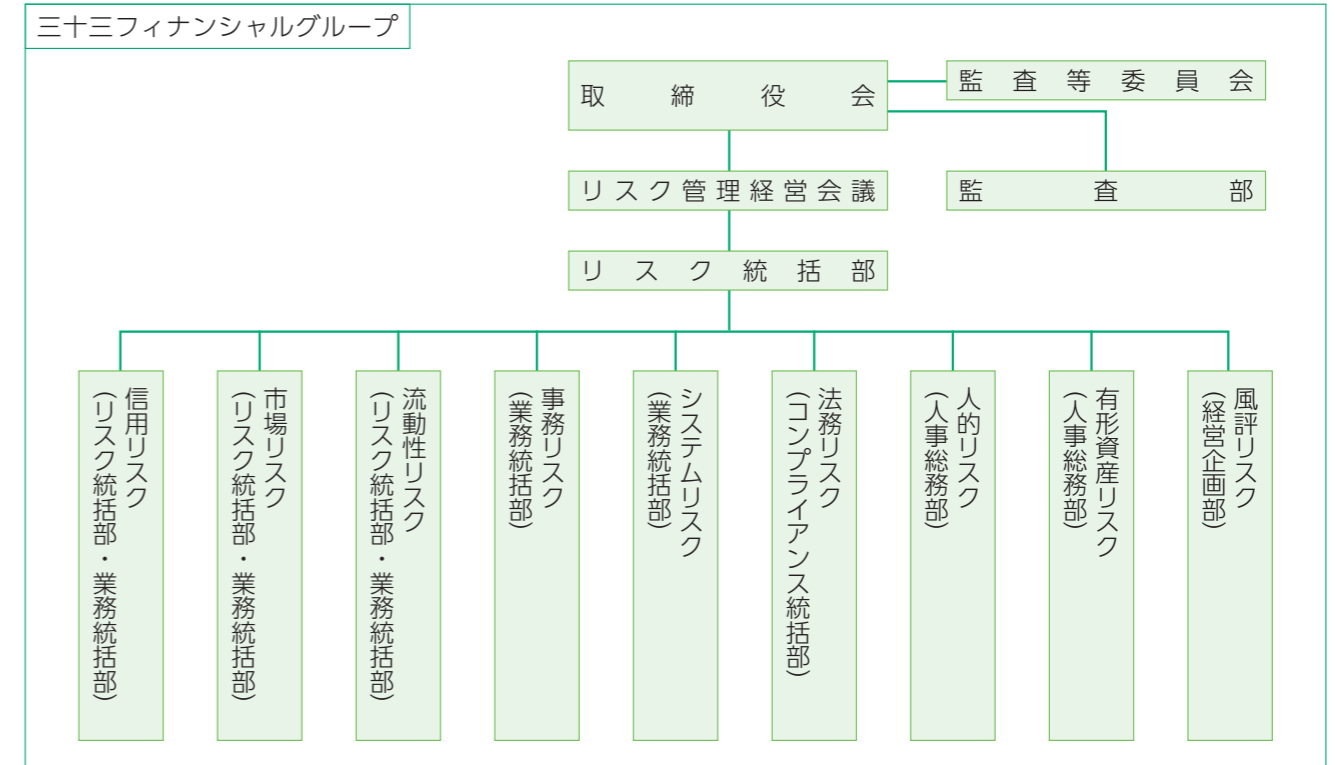 三十三フィナンシャルグループ
取締役会
監査等委員会
リスク管理経営会議
監査部
リスク統括部
信用リスク
(リスク統括部・業務統括部)
市場リスク
(リスク統括部・業務統括部)
流動性リスク
(リスク統括部・業務統括部)
事務リスク
(業務統括部)
システムリスク
(業務統括部)
法務リスク
(コンプライアンス統括部)
人的リスク
(人事総務部)
有形資産リスク
(人事総務部)
風評リスク
(経営企画部)